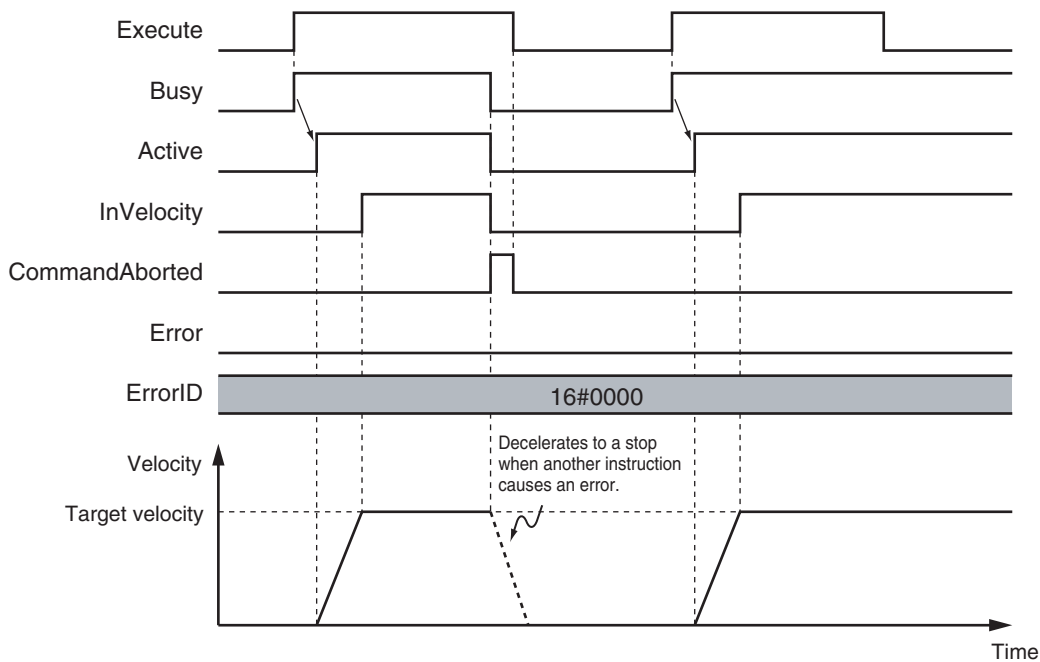 Execute
Busy
Active
InVelocity
CommandAborted
Error
ErrorID
16#0000
Velocity
Decelerates to a stop
when another instruction
causes an error.
Target velocity
Time